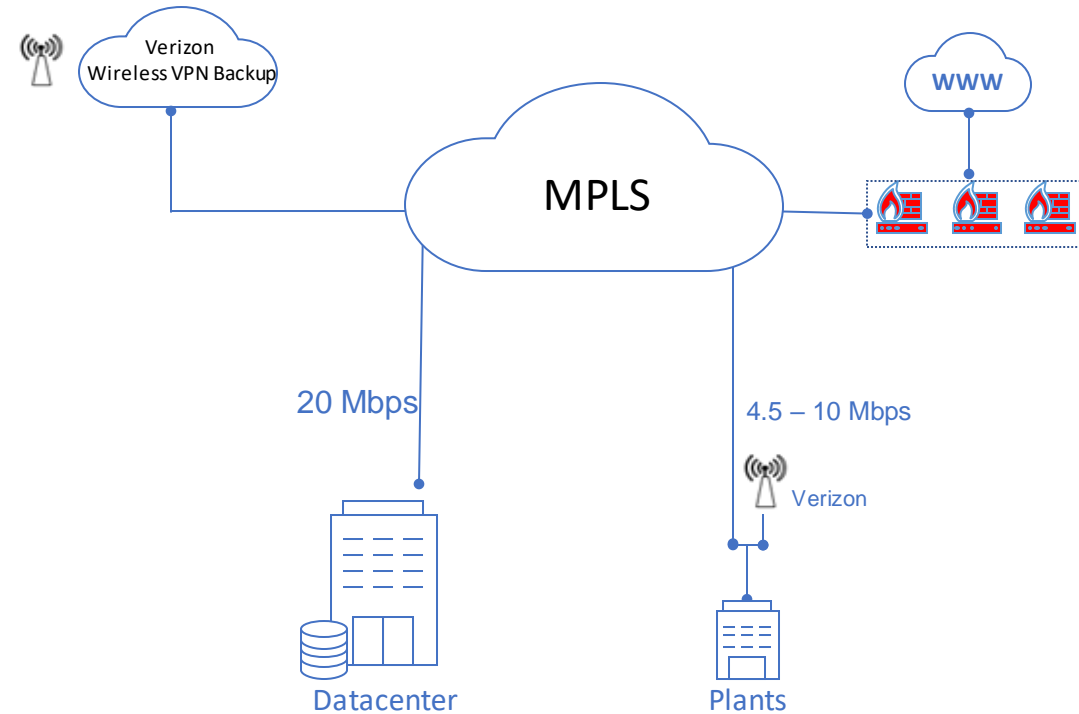 Verizon
Wireless VPN Backup
WWW
MPLS
20 Mbps
4.5 – 10 Mbps
Verizon
Datacenter
Plants